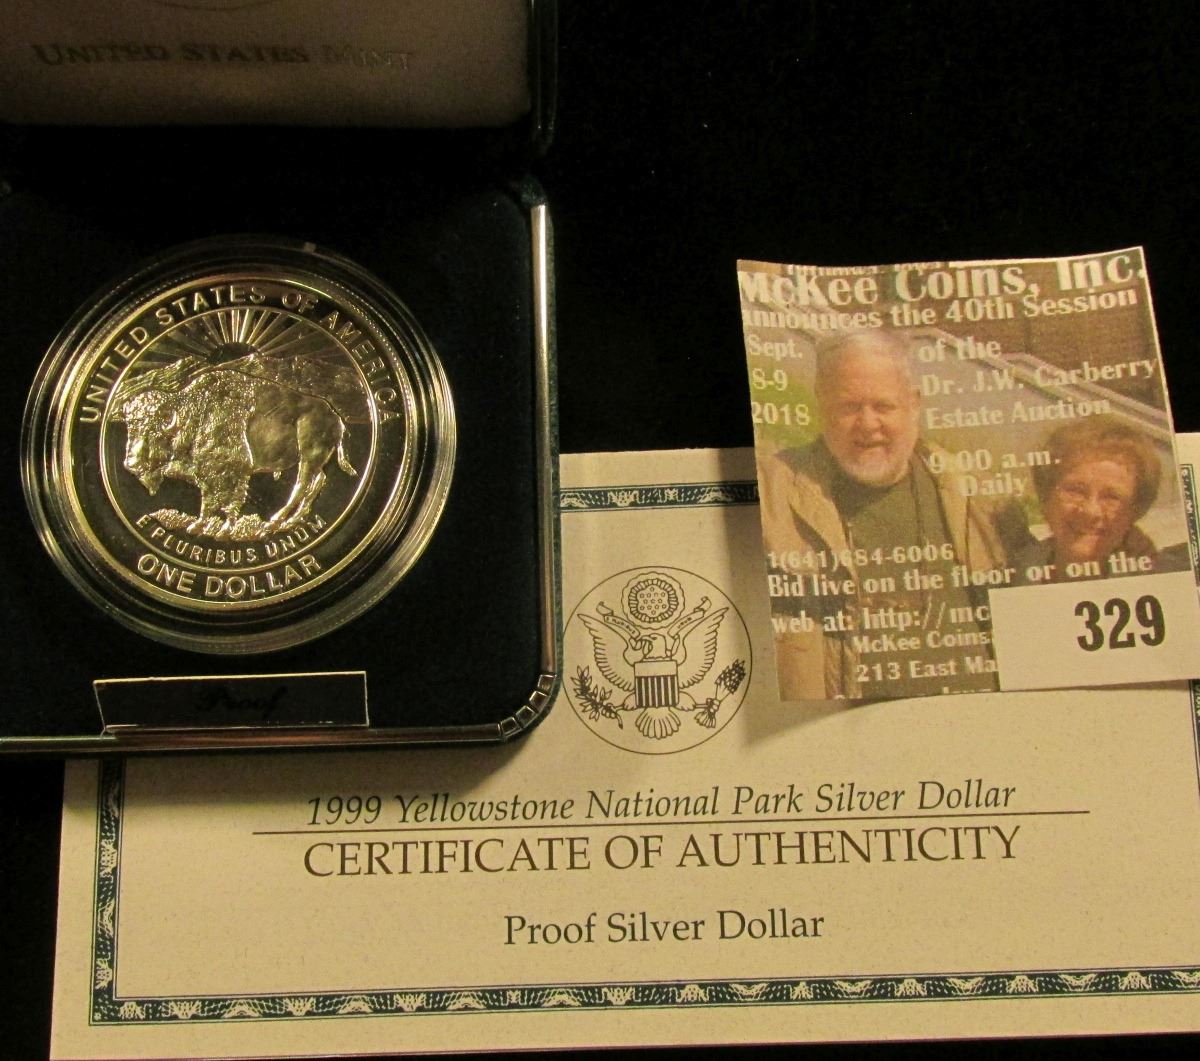 UNITED STATES MINT
UNITED STATES OF AMERICA
E PLURIBUS UNUM
ONE DOLLAR
Proof
McKee Coins, Inc.
announces the 40th Session
Sept. of the
8-9 Dr. J.W. Carberry
2018 Estate Auction
9:00 a.m.
Daily
1(641)684-6006
Bid live on the floor or on the
web at: http://mc
McKee Coins
213 East Ma
329
1999 Yellowstone National Park Silver Dollar
CERTIFICATE OF AUTHENTICITY
Proof Silver Dollar